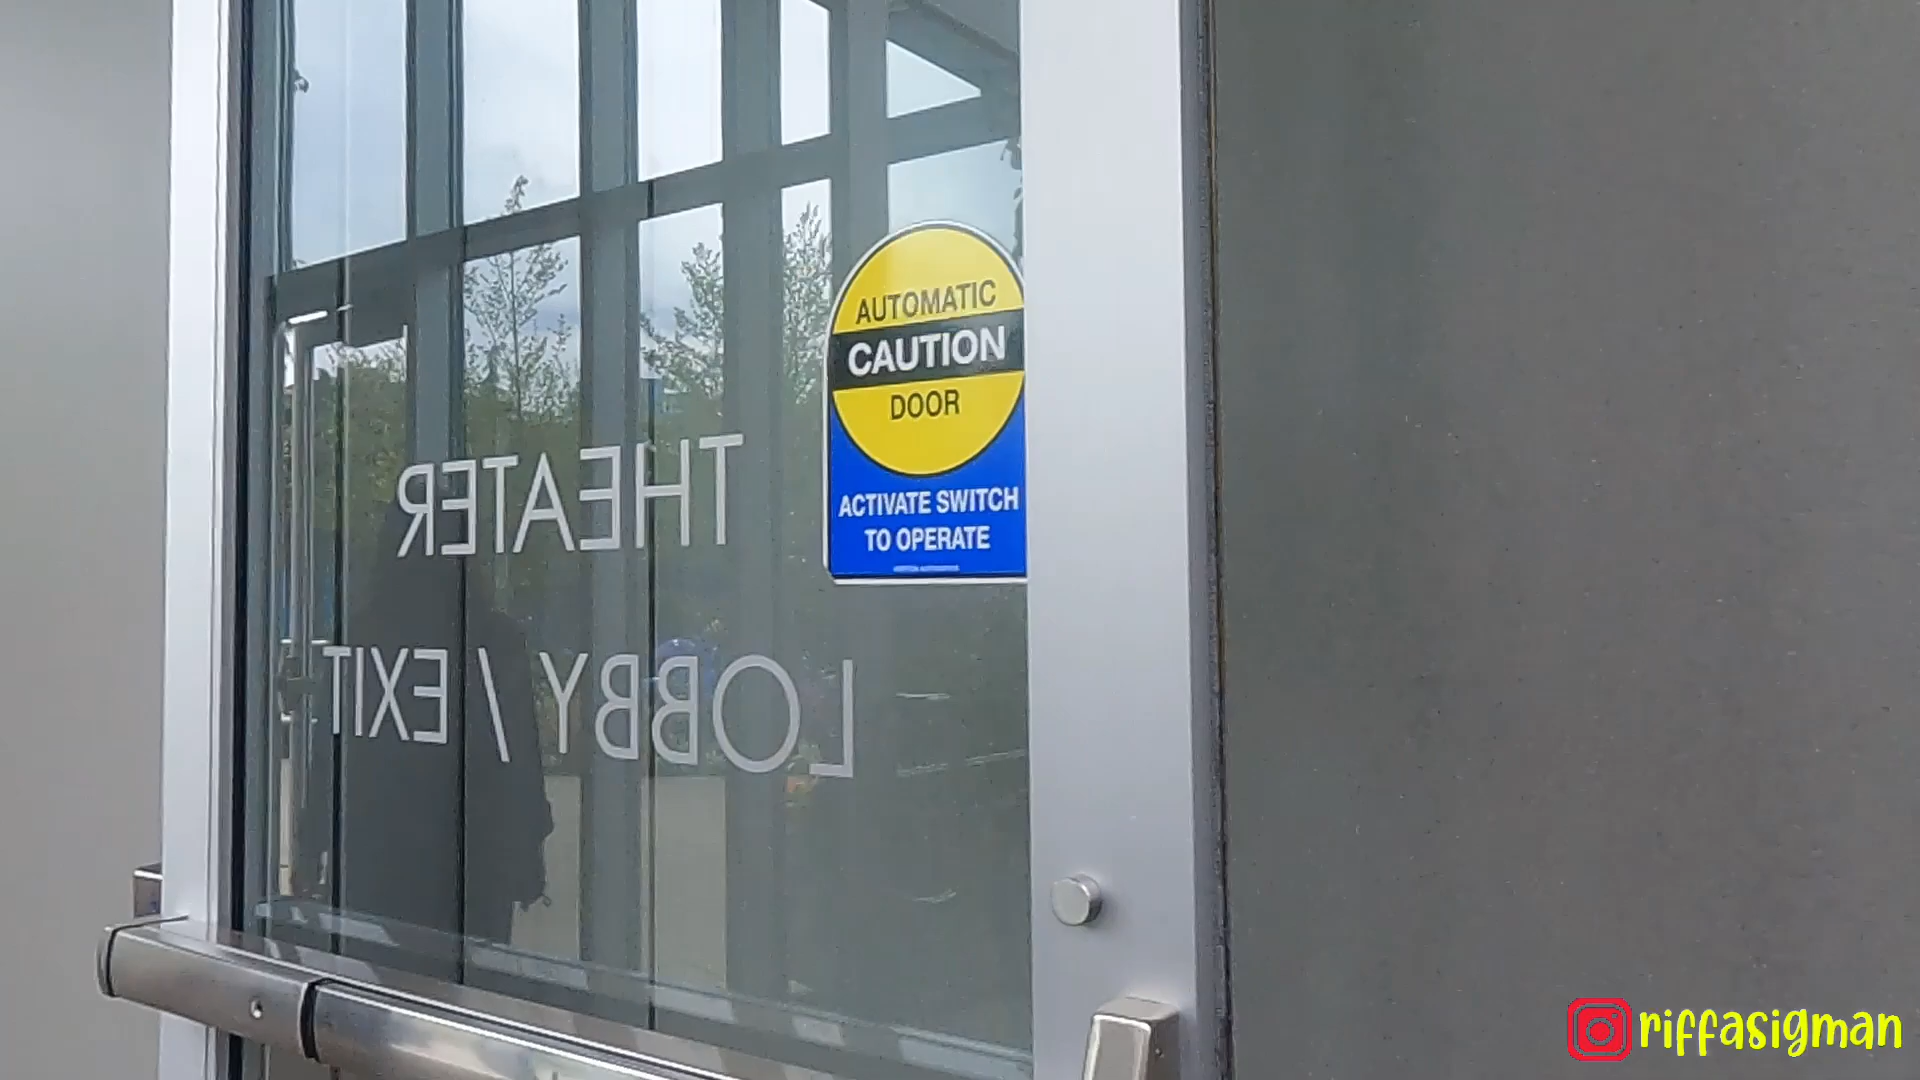 AUTOMATIC
CAUTION
DOOR
ACTIVATE SWITCH
TO OPERATE
THEATER
LOBBY / EXIT
riffasigman